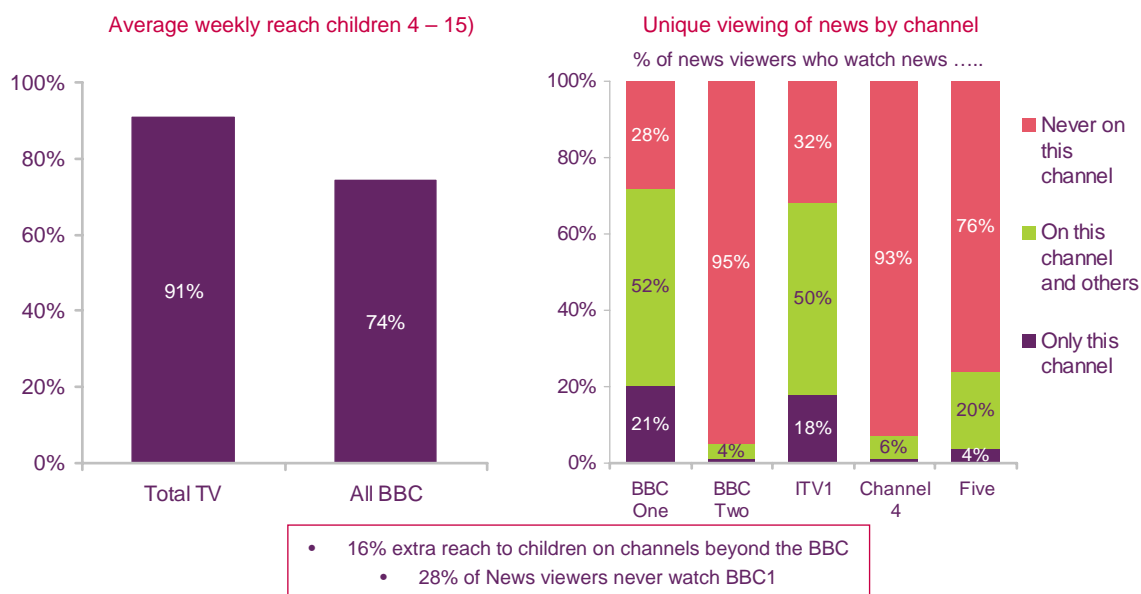 Average weekly reach children 4 – 15)
100%
80%
60%
40%
20%
0%
91%
74%
Total TV
All BBC
Unique viewing of news by channel
% of news viewers who watch news …..
100%
80%
60%
40%
20%
0%
28%
52%
21%
95%
4%
32%
50%
18%
93%
6%
76%
20%
4%
BBC
One
BBC
Two
ITV1
Channel
4
Five
Never on
this
channel
On this
channel
and others
Only this
channel
• 16% extra reach to children on channels beyond the BBC
• 28% of News viewers never watch BBC1